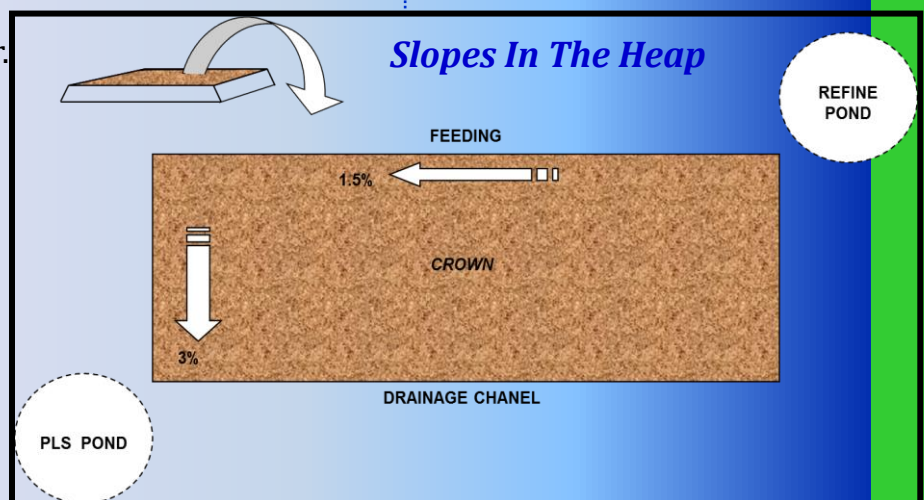 Slopes In The Heap
REFINE
POND
FEEDING
1.5%
CROWN
3%
DRAINAGE CHANEL
PLS POND